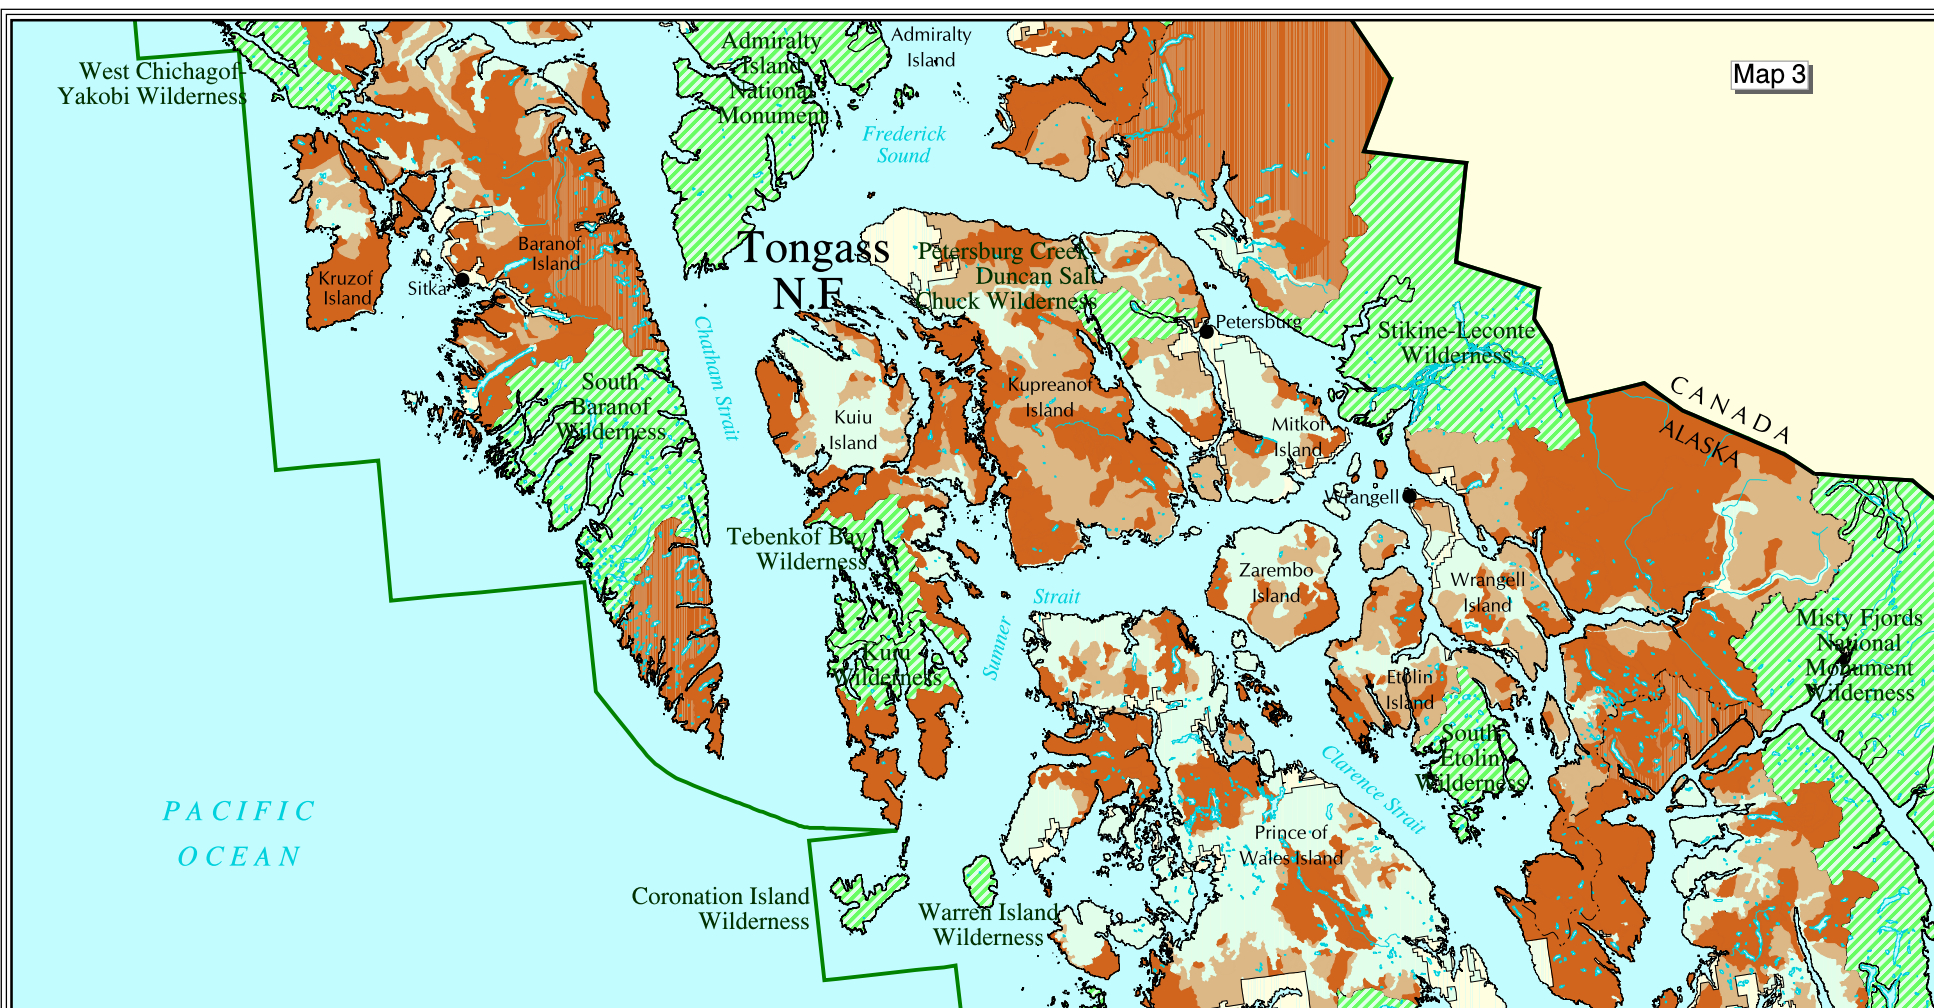 Map 3
West Chichagof-
Yakobi Wilderness
Admiralty
Island
National
Monument
Admiralty
Island
Frederick
Sound
Tongass
N.F.
Baranof
Island
Kruzof
Island
Sitka
Petersburg Creek-
Duncan Salt
Chuck Wilderness
Petersburg
Stikine-Leconte
Wilderness
Chatham Strait
South
Baranof
Wilderness
Kuiu
Island
Kupreanof
Island
Mitkof
Island
CANADA
ALASKA
Wrangell
Tebenkof Bay
Wilderness
Zarembo
Island
Wrangell
Island
Sumner
Strait
Kuiu
Wilderness
Etolin
Island
Misty Fjords
National
Monument
Wilderness
South
Etolin
Wilderness
Clarence Strait
PACIFIC
OCEAN
Prince of
Wales Island
Coronation Island
Wilderness
Warren Island
Wilderness